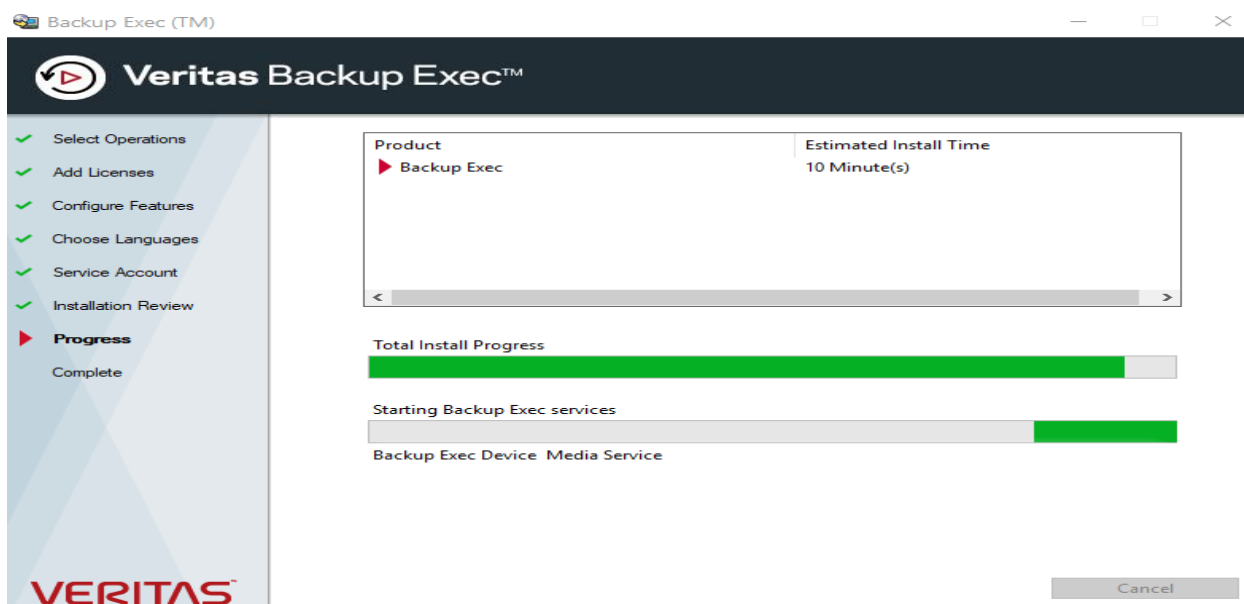 Backup Exec (TM)
Veritas Backup Exec™
Select Operations
Add Licenses
Configure Features
Choose Languages
Service Account
Installation Review
Progress
Complete
VERITAS™
Product Estimated Install Time
Backup Exec 10 Minute(s)
Total Install Progress
Starting Backup Exec services
Backup Exec Device  Media Service
Cancel